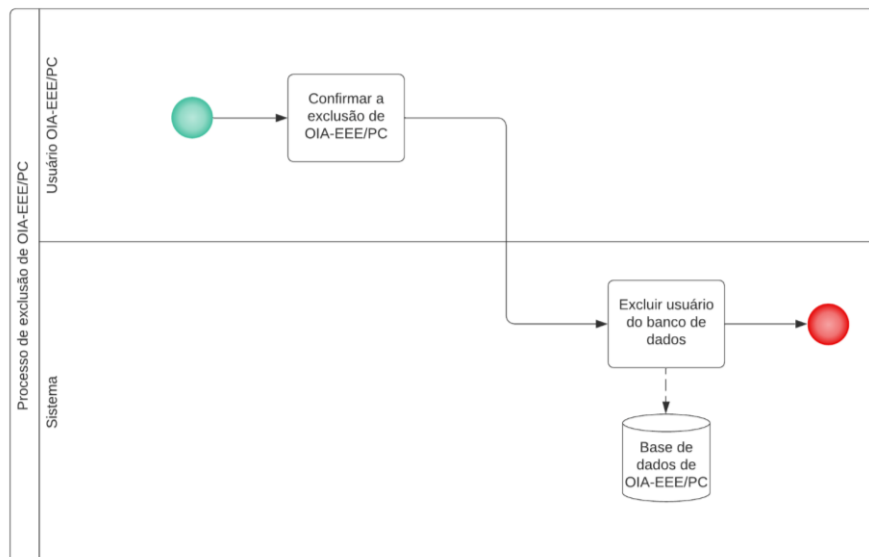 Processo de exclusão de OIA-EEE/PC
Usuário OIA-EEE/PC
Confirmar a
exclusão de
OIA-EEE/PC
Sistema
Excluir usuário
do banco de
dados
Base de
dados de
OIA-EEE/PC